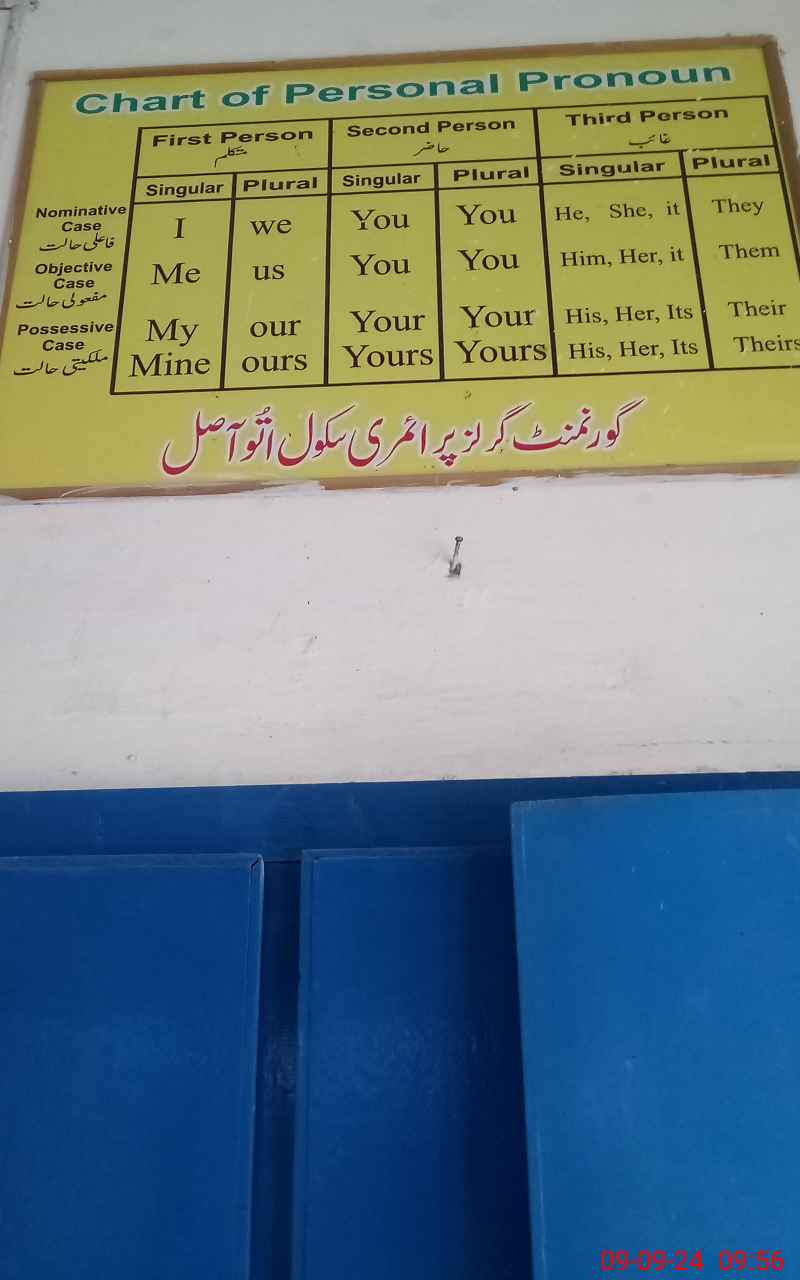 Chart of Personal Pronoun
First Person Second Person Third Person
متکلم حاضر غائب
Singular Plural Singular Plural Singular Plural
Nominative Case فاعلی حالت I we You You He, She, it They
Objective Case مفعولی حالت Me us You You Him, Her, it Them
Possessive Case ملکیتی حالت My our Your Your His, Her, Its Their
Mine ours Yours Yours His, Her, Its Theirs
گورنمنٹ گرلز پرائمری سکول اتُو آصل
09-09-24 09:56